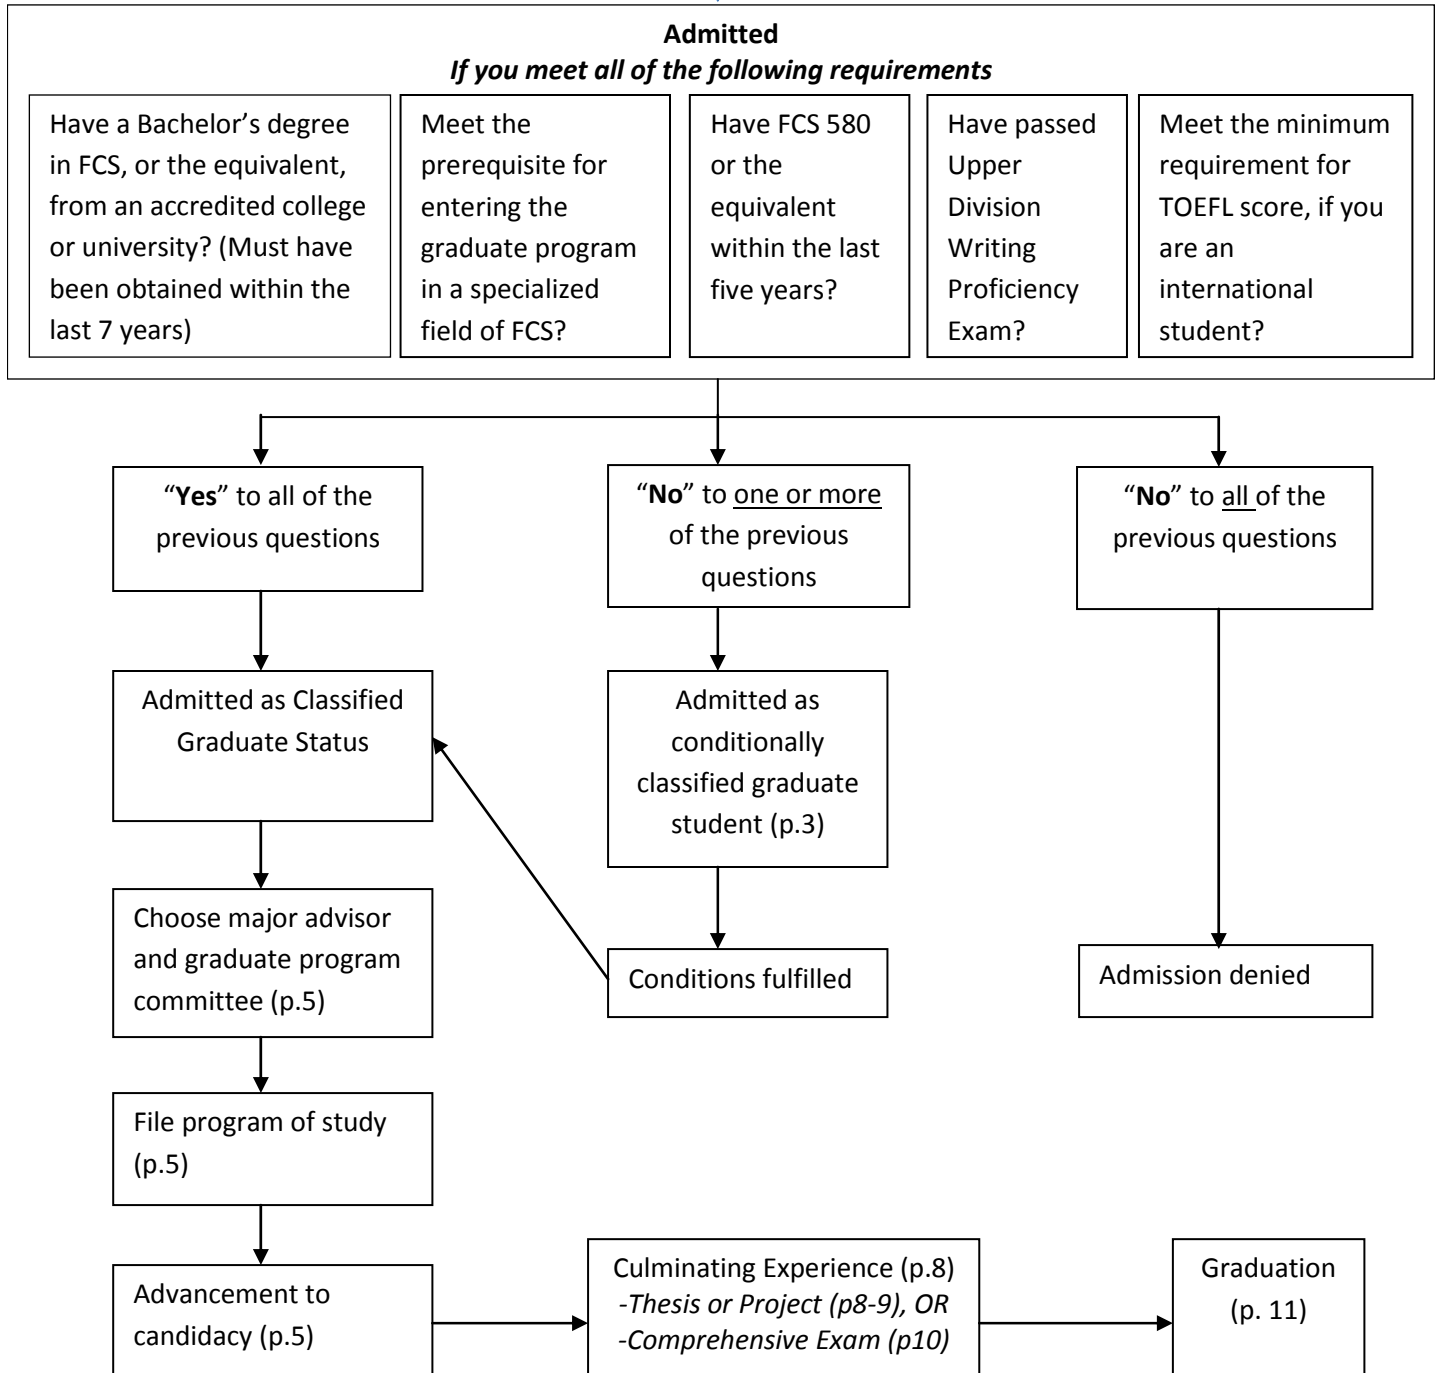 Admitted
If you meet all of the following requirements
Have a Bachelor’s degree
in FCS, or the equivalent,
from an accredited college
or university? (Must have
been obtained within the
last 7 years)
Meet the
prerequisite for
entering the
graduate program
in a specialized
field of FCS?
Have FCS 580
or the
equivalent
within the last
five years?
Have passed
Upper
Division
Writing
Proficiency
Exam?
Meet the minimum
requirement for
TOEFL score, if you
are an
international
student?
“Yes” to all of the
previous questions
“No” to one or more
of the previous
questions
“No” to all of the
previous questions
Admitted as Classified
Graduate Status
Admitted as
conditionally
classified graduate
student (p.3)
Choose major advisor
and graduate program
committee (p.5)
Conditions fulfilled
Admission denied
File program of study
(p.5)
Advancement to
candidacy (p.5)
Culminating Experience (p.8)
-Thesis or Project (p8-9), OR
-Comprehensive Exam (p10)
Graduation
(p. 11)